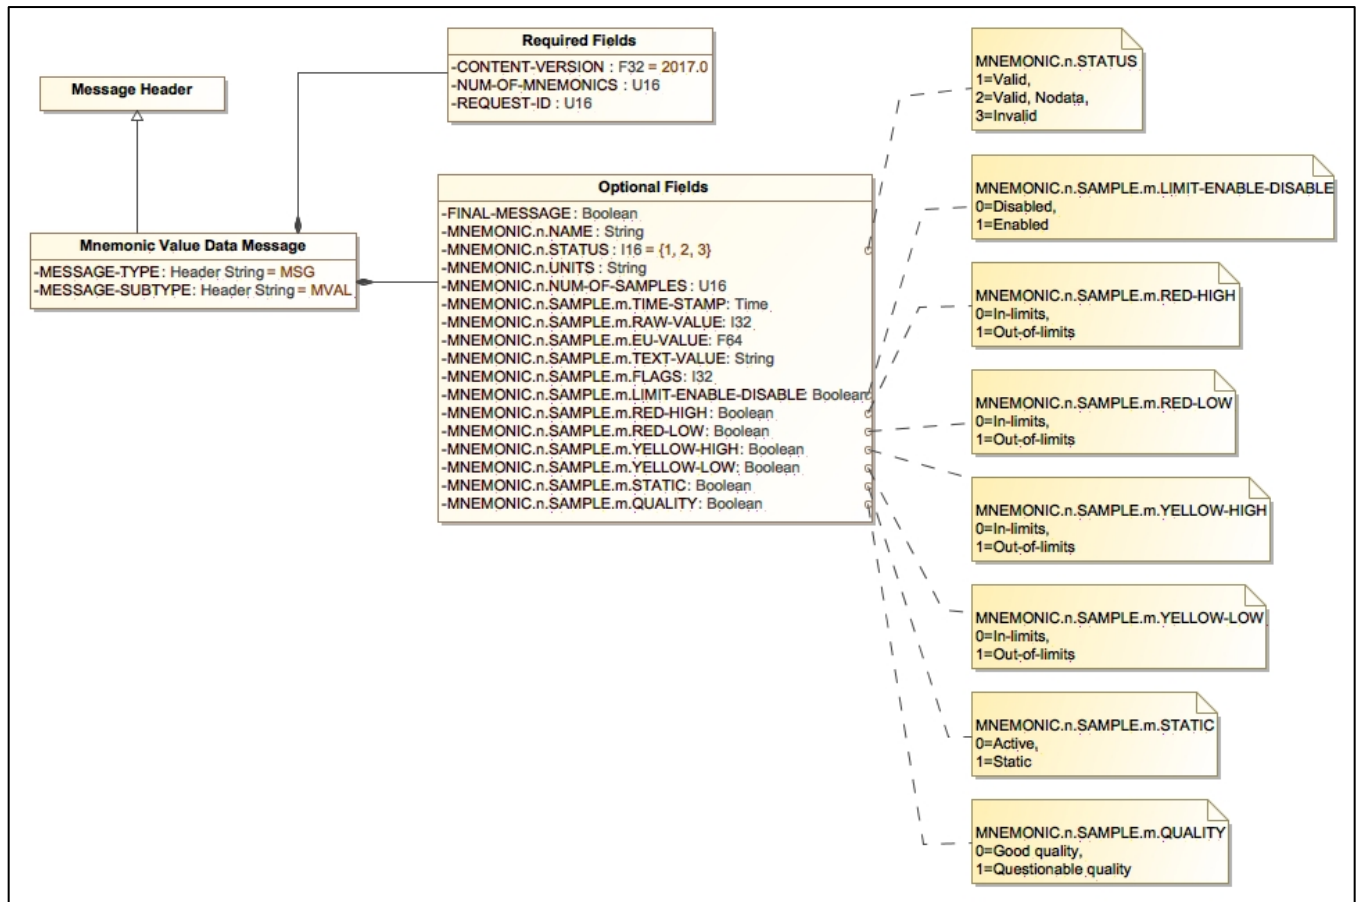 Message Header
Mnemonic Value Data Message
-MESSAGE-TYPE : Header String = MSG
-MESSAGE-SUBTYPE: Header String = MVAL
Required Fields
-CONTENT-VERSION : F32 = 2017.0
-NUM-OF-MNEMONICS : U16
-REQUEST-ID : U16
Optional Fields
-FINAL-MESSAGE : Boolean
-MNEMONIC.n.NAME : String
-MNEMONIC.n.STATUS : I16 = {1, 2, 3}
-MNEMONIC.n.UNITS : String
-MNEMONIC.n.NUM-OF-SAMPLES : U16
-MNEMONIC.n.SAMPLE.m.TIME-STAMP: Time
-MNEMONIC.n.SAMPLE.m.RAW-VALUE: I32
-MNEMONIC.n.SAMPLE.m.EU-VALUE: F64
-MNEMONIC.n.SAMPLE.m.TEXT-VALUE: String
-MNEMONIC.n.SAMPLE.m.FLAGS: I32
-MNEMONIC.n.SAMPLE.m.LIMIT-ENABLE-DISABLE: Boolean
-MNEMONIC.n.SAMPLE.m.RED-HIGH: Boolean
-MNEMONIC.n.SAMPLE.m.RED-LOW: Boolean
-MNEMONIC.n.SAMPLE.m.YELLOW-HIGH: Boolean
-MNEMONIC.n.SAMPLE.m.YELLOW-LOW: Boolean
-MNEMONIC.n.SAMPLE.m.STATIC: Boolean
-MNEMONIC.n.SAMPLE.m.QUALITY: Boolean
MNEMONIC.n.STATUS
1=Valid,
2=Valid, Nodata,
3=Invalid
MNEMONIC.n.SAMPLE.m.LIMIT-ENABLE-DISABLE
0=Disabled,
1=Enabled
MNEMONIC.n.SAMPLE.m.RED-HIGH
0=In-limits,
1=Out-of-limits
MNEMONIC.n.SAMPLE.m.RED-LOW
0=In-limits,
1=Out-of-limits
MNEMONIC.n.SAMPLE.m.YELLOW-HIGH
0=In-limits,
1=Out-of-limits
MNEMONIC.n.SAMPLE.m.YELLOW-LOW
0=In-limits,
1=Out-of-limits
MNEMONIC.n.SAMPLE.m.STATIC
0=Active,
1=Static
MNEMONIC.n.SAMPLE.m.QUALITY
0=Good quality,
1=Questionable quality